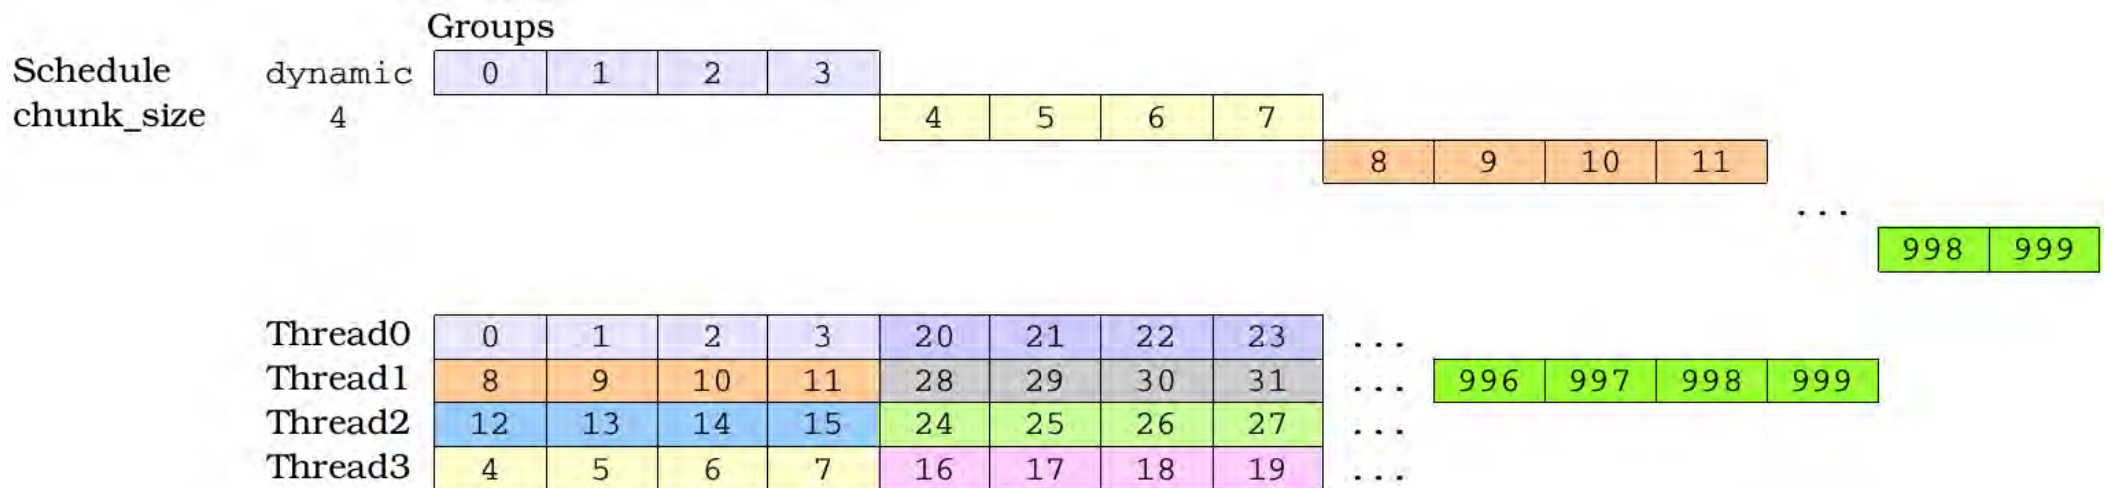 Groups
Schedule dynamic 0 1 2 3
chunk_size 4 4 5 6 7
8 9 10 11
...
998 999
Thread0 0 1 2 3 20 21 22 23 ...
Thread1 8 9 10 11 28 29 30 31 ... 996 997 998 999
Thread2 12 13 14 15 24 25 26 27 ...
Thread3 4 5 6 7 16 17 18 19 ...